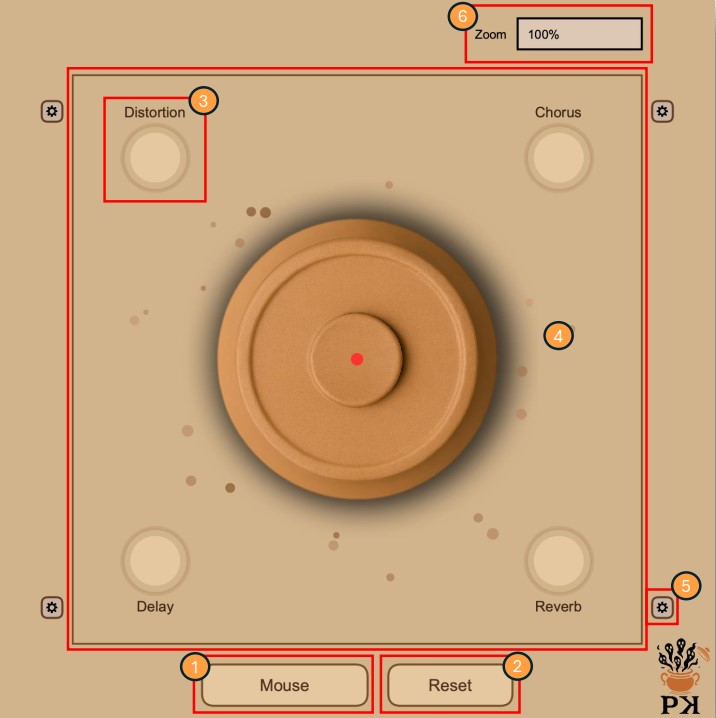 6
Zoom 100%
3
Distortion
Chorus
4
Delay
Reverb
5
1
Mouse
2
Reset
PK